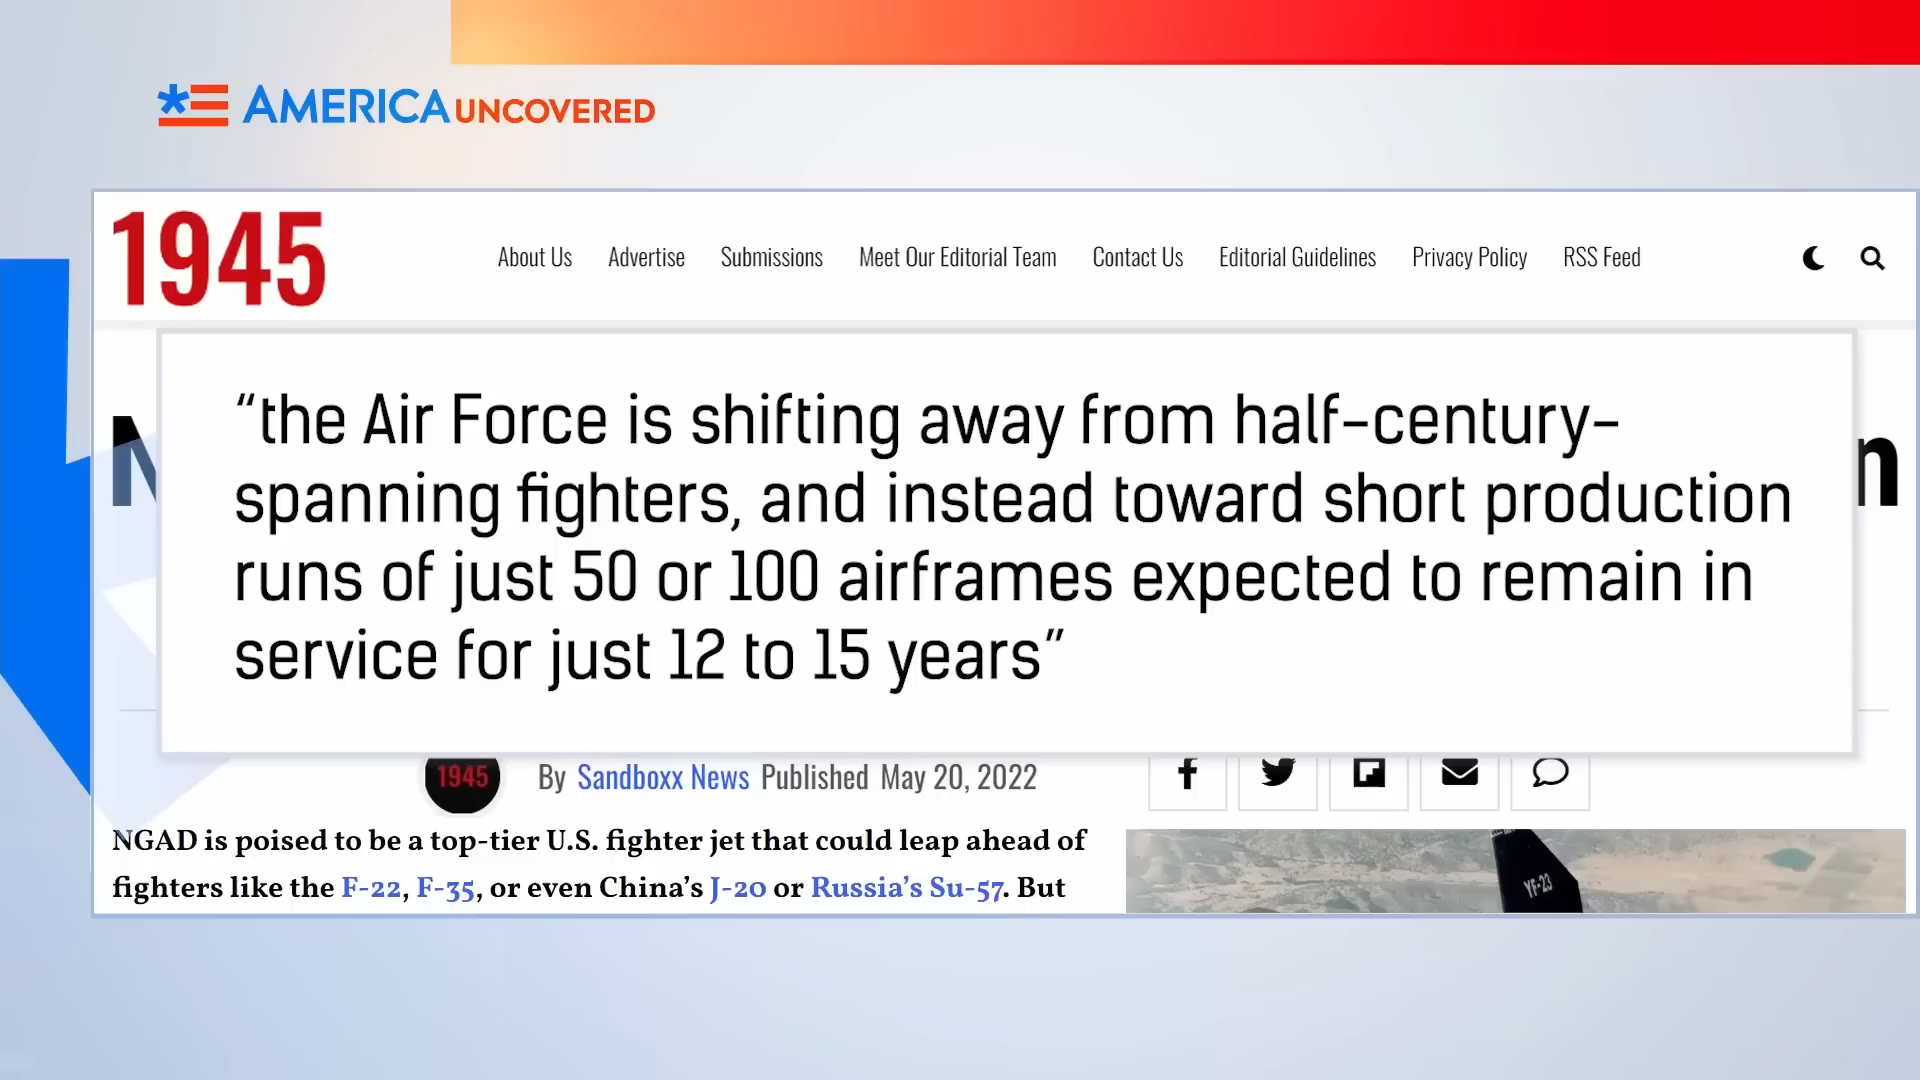 AMERICA UNCOVERED
1945
About Us Advertise Submissions Meet Our Editorial Team Contact Us Editorial Guidelines Privacy Policy RSS Feed
“the Air Force is shifting away from half-century-
spanning fighters, and instead toward short production
runs of just 50 or 100 airframes expected to remain in
service for just 12 to 15 years”
1945
By Sandboxx News Published May 20, 2022
NGAD is poised to be a top-tier U.S. fighter jet that could leap ahead of
fighters like the F-22, F-35, or even China’s J-20 or Russia’s Su-57. But
YF-23